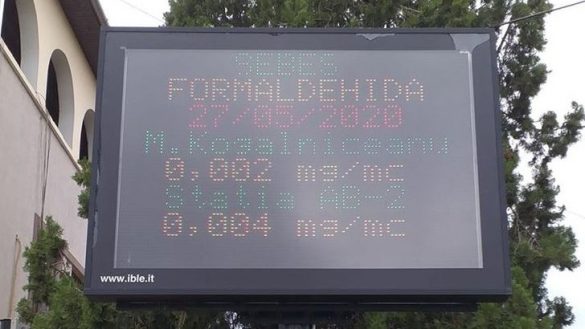 SEBES
FORMALDEHIDA
27/05/2020
M.Kogalniceanu
0,002 mg/mc
Statia AB-2
0,004 mg/mc
www.ible.it